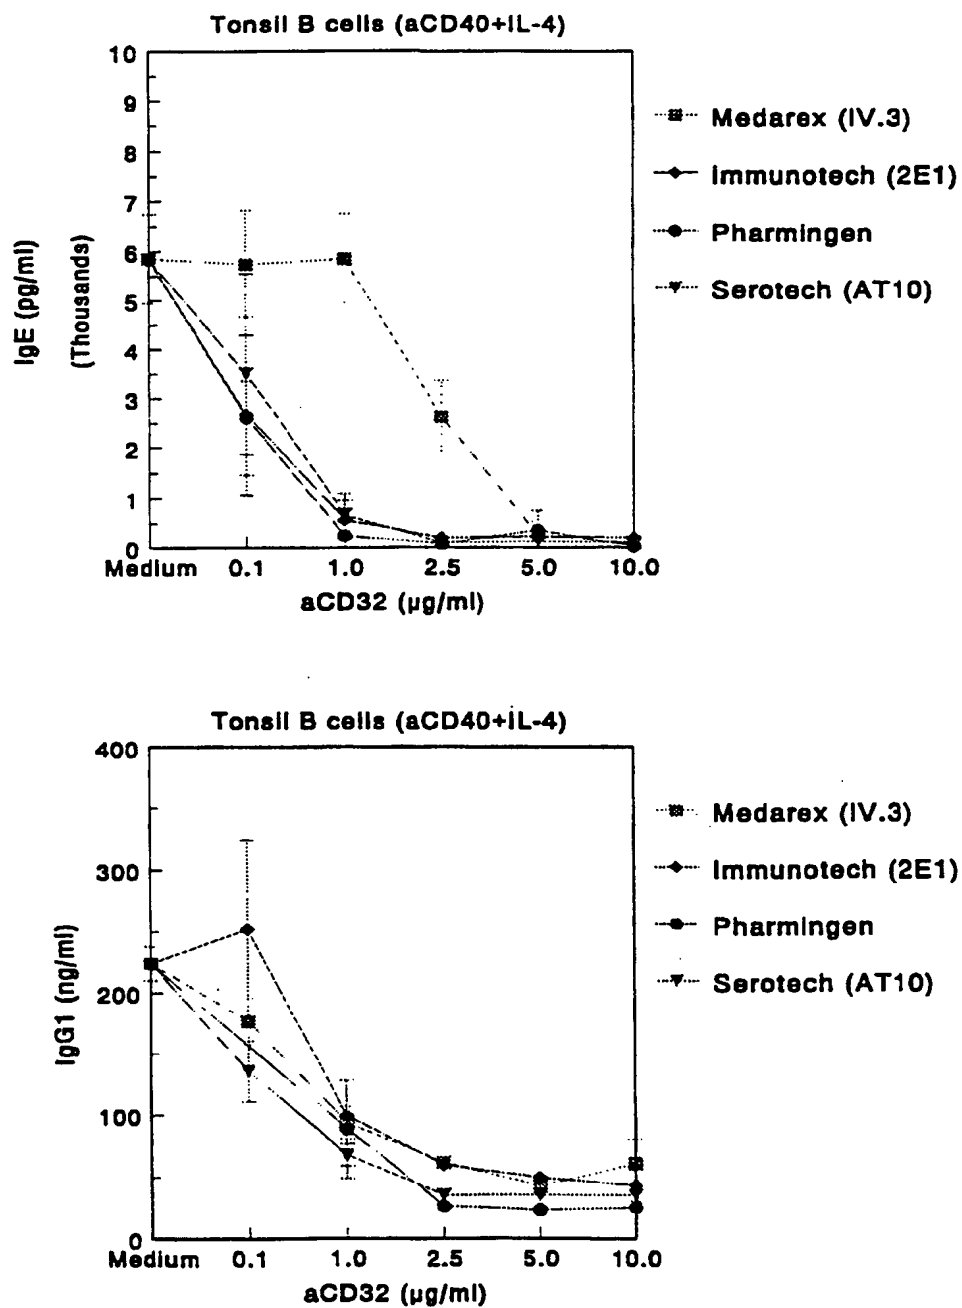 Tonsil B cells (aCD40+IL-4)
10
9
8
7
6
5
4
3
2
1
0
IgE (pg/ml)
(Thousands)
Medium 0.1 1.0 2.5 5.0 10.0
aCD32 (µg/ml)
Medarex (IV.3)
Immunotech (2E1)
Pharmingen
Serotech (AT10)
Tonsil B cells (aCD40+IL-4)
400
300
200
100
0
IgG1 (ng/ml)
Medium 0.1 1.0 2.5 5.0 10.0
aCD32 (µg/ml)
Medarex (IV.3)
Immunotech (2E1)
Pharmingen
Serotech (AT10)